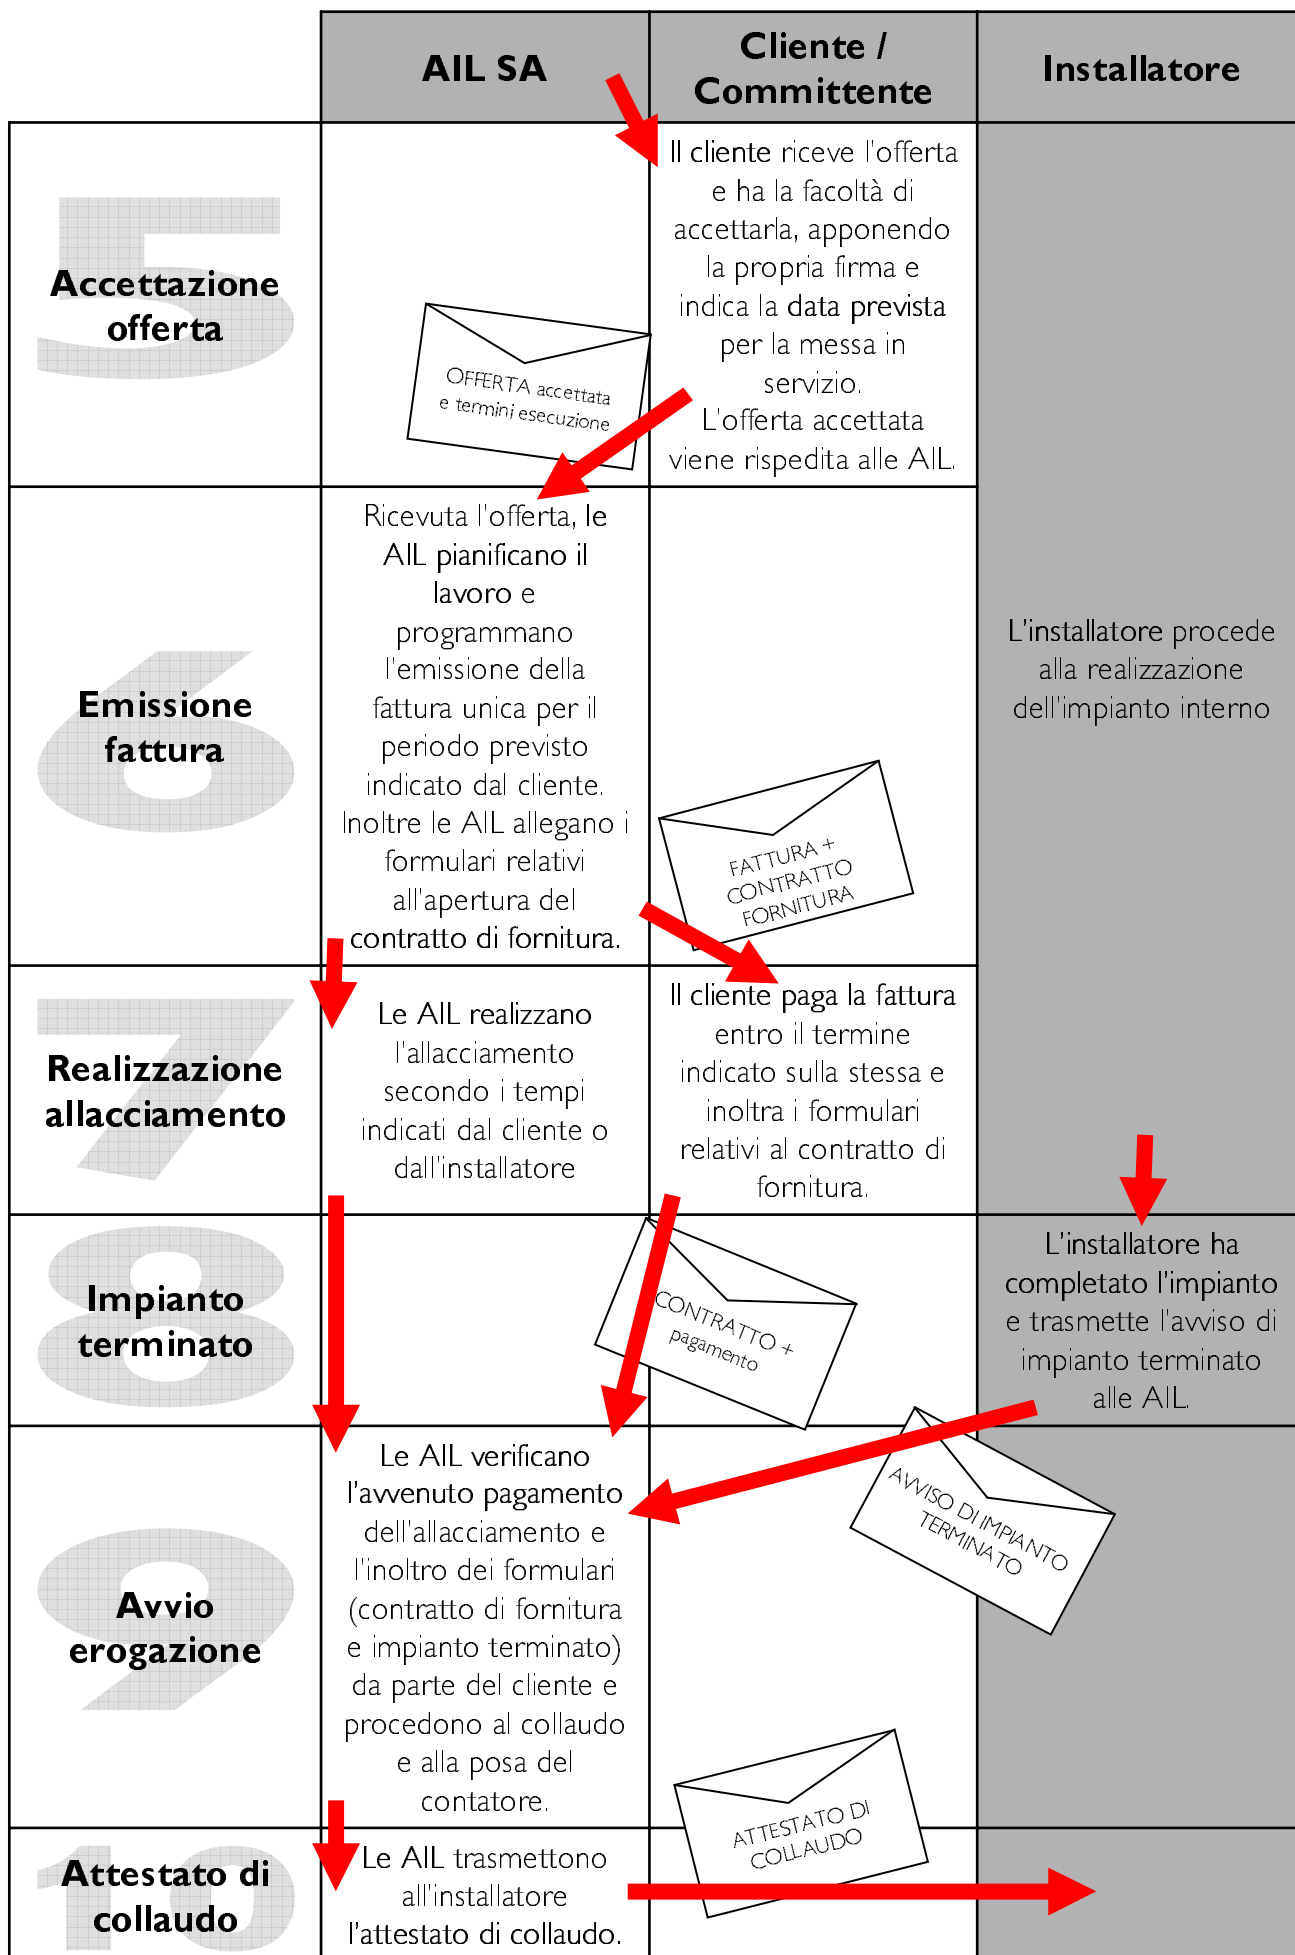 AIL SA
Cliente /
Committente
Installatore
5
Accettazione
offerta
OFFERTA accettata
e termini esecuzione
Il cliente riceve l'offerta
e ha la facoltà di
accettarla, apponendo
la propria firma e
indica la data prevista
per la messa in
servizio.
L'offerta accettata
viene rispedita alle AIL.
6
Emissione
fattura
Ricevuta l'offerta, le
AIL pianificano il
lavoro e
programmano
l'emissione della
fattura unica per il
periodo previsto
indicato dal cliente.
Inoltre le AIL allegano i
formulari relativi
all'apertura del
contratto di fornitura.
FATTURA +
CONTRATTO
FORNITURA
L'installatore procede
alla realizzazione
dell'impianto interno
7
Realizzazione
allacciamento
Le AIL realizzano
l'allacciamento
secondo i tempi
indicati dal cliente o
dall'installatore
Il cliente paga la fattura
entro il termine
indicato sulla stessa e
inoltra i formulari
relativi al contratto di
fornitura.
8
Impianto
terminato
CONTRATTO +
pagamento
L'installatore ha
completato l'impianto
e trasmette l'avviso di
impianto terminato
alle AIL.
9
Avvio
erogazione
Le AIL verificano
l'avvenuto pagamento
dell'allacciamento e
l'inoltro dei formulari
(contratto di fornitura
e impianto terminato)
da parte del cliente e
procedono al collaudo
e alla posa del
contatore.
AVVISO DI IMPIANTO
TERMINATO
10
Attestato di
collaudo
Le AIL trasmettono
all'installatore
l'attestato di collaudo.
ATTESTATO DI
COLLAUDO